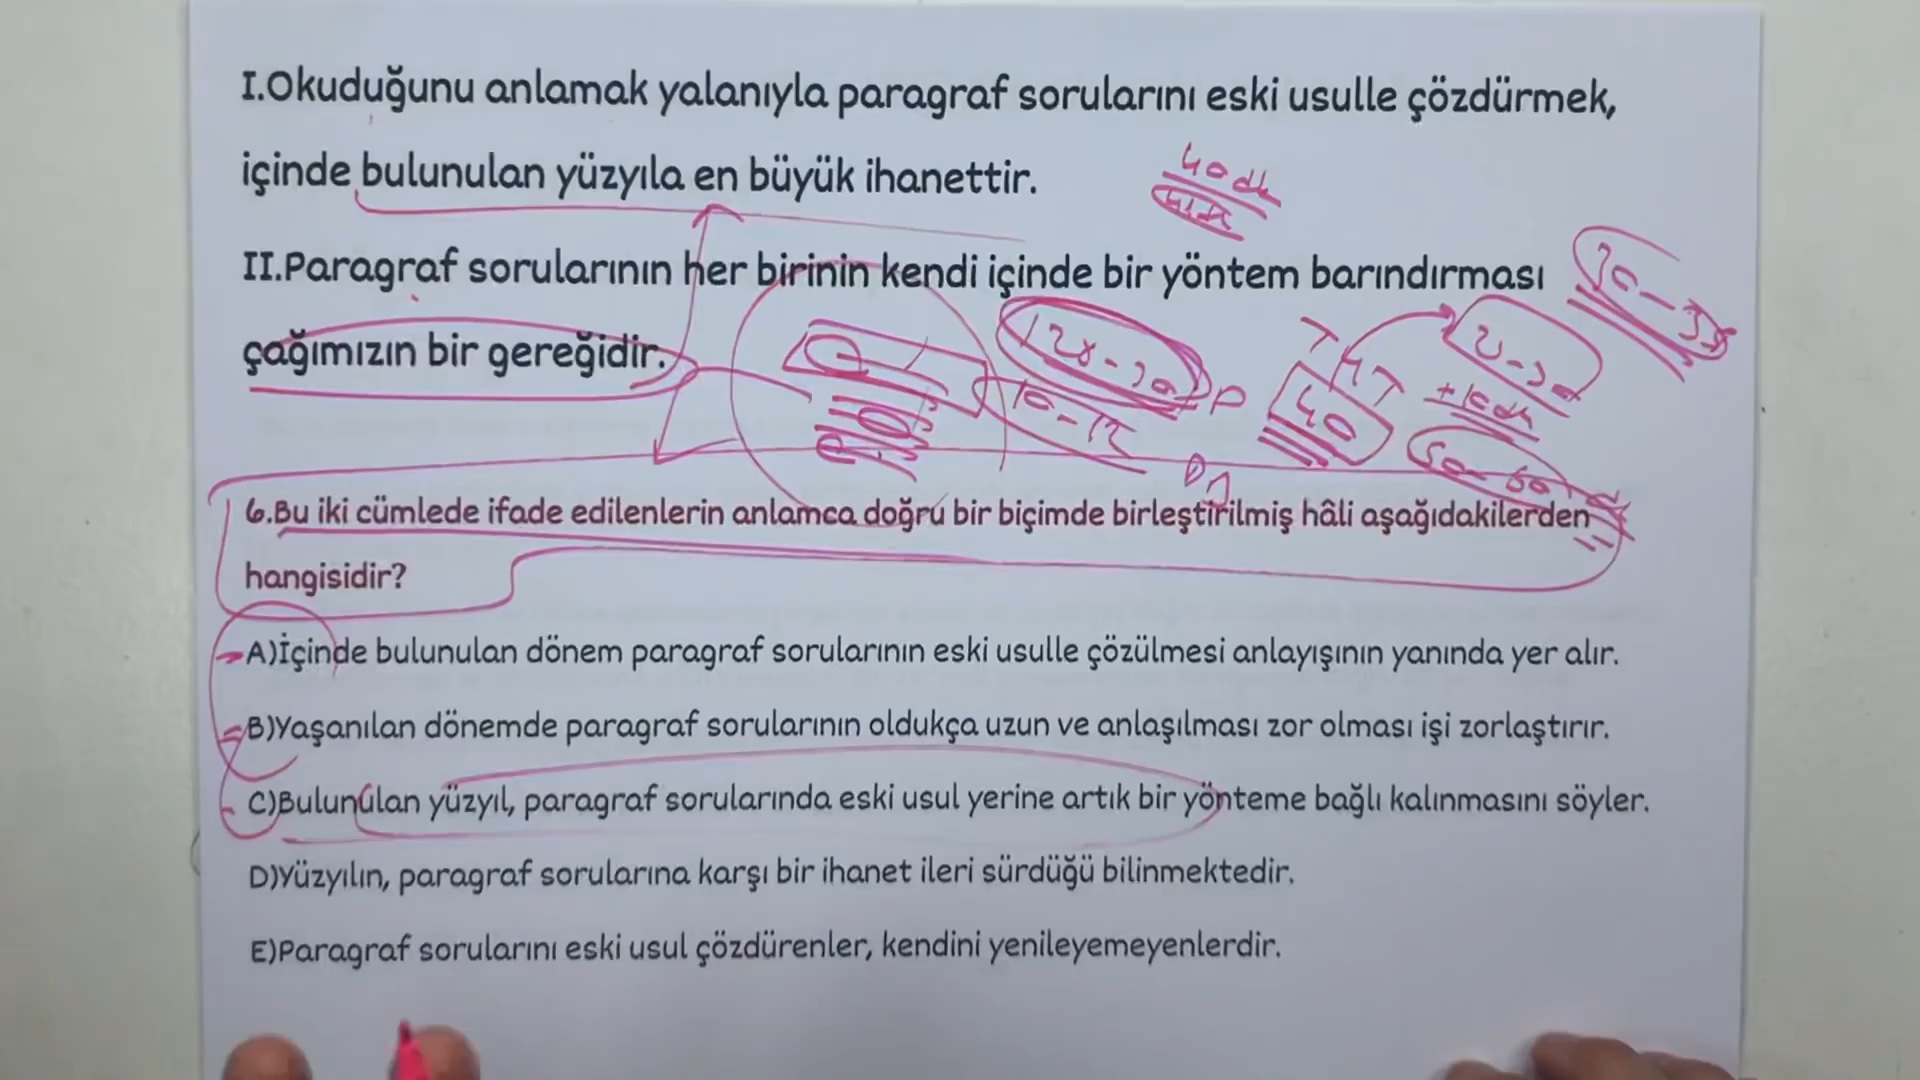 I.Okuduğunu anlamak yalanıyla paragraf sorularını eski usulle çözdürmek,
içinde bulunulan yüzyıla en büyük ihanettir.
40 dk
II.Paragraf sorularının her birinin kendi içinde bir yöntem barındırması
çağımızın bir gereğidir.
TYT
40
+10 dk
6.Bu iki cümlede ifade edilenlerin anlamca doğru bir biçimde birleştirilmiş hâli aşağıdakilerden
hangisidir?
A)İçinde bulunulan dönem paragraf sorularının eski usulle çözülmesi anlayışının yanında yer alır.
B)Yaşanılan dönemde paragraf sorularının oldukça uzun ve anlaşılması zor olması işi zorlaştırır.
C)Bulunulan yüzyıl, paragraf sorularında eski usul yerine artık bir yönteme bağlı kalınmasını söyler.
D)Yüzyılın, paragraf sorularına karşı bir ihanet ileri sürdüğü bilinmektedir.
E)Paragraf sorularını eski usul çözdürenler, kendini yenileyemeyenlerdir.